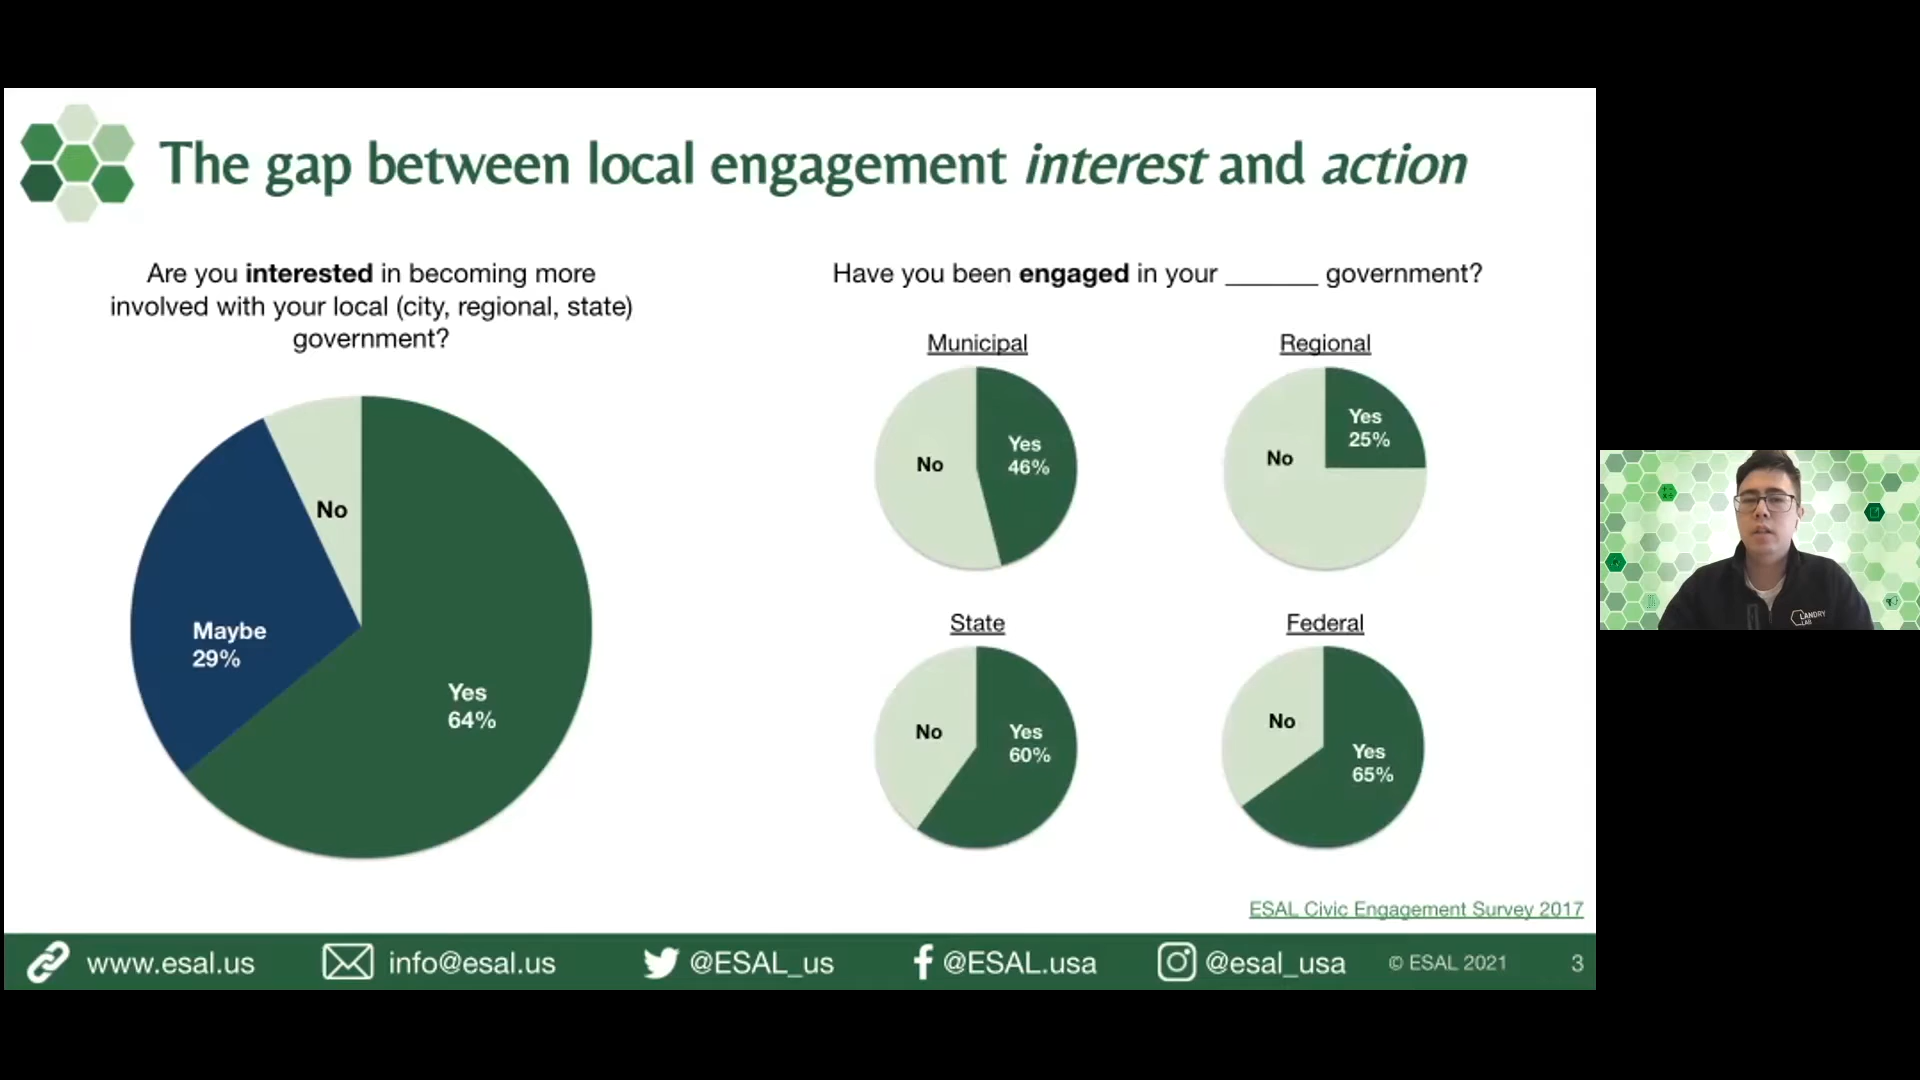 The gap between local engagement interest and action
Are you interested in becoming more
involved with your local (city, regional, state)
government?
No
Maybe
29%
Yes
64%
Have you been engaged in your _______ government?
Municipal
No
Yes
46%
Regional
No
Yes
25%
State
No
Yes
60%
Federal
No
Yes
65%
ESAL Civic Engagement Survey 2017
www.esal.us
info@esal.us
@ESAL_us
@ESAL.usa
@esal_usa
© ESAL 2021
3
LANDRY
LAB